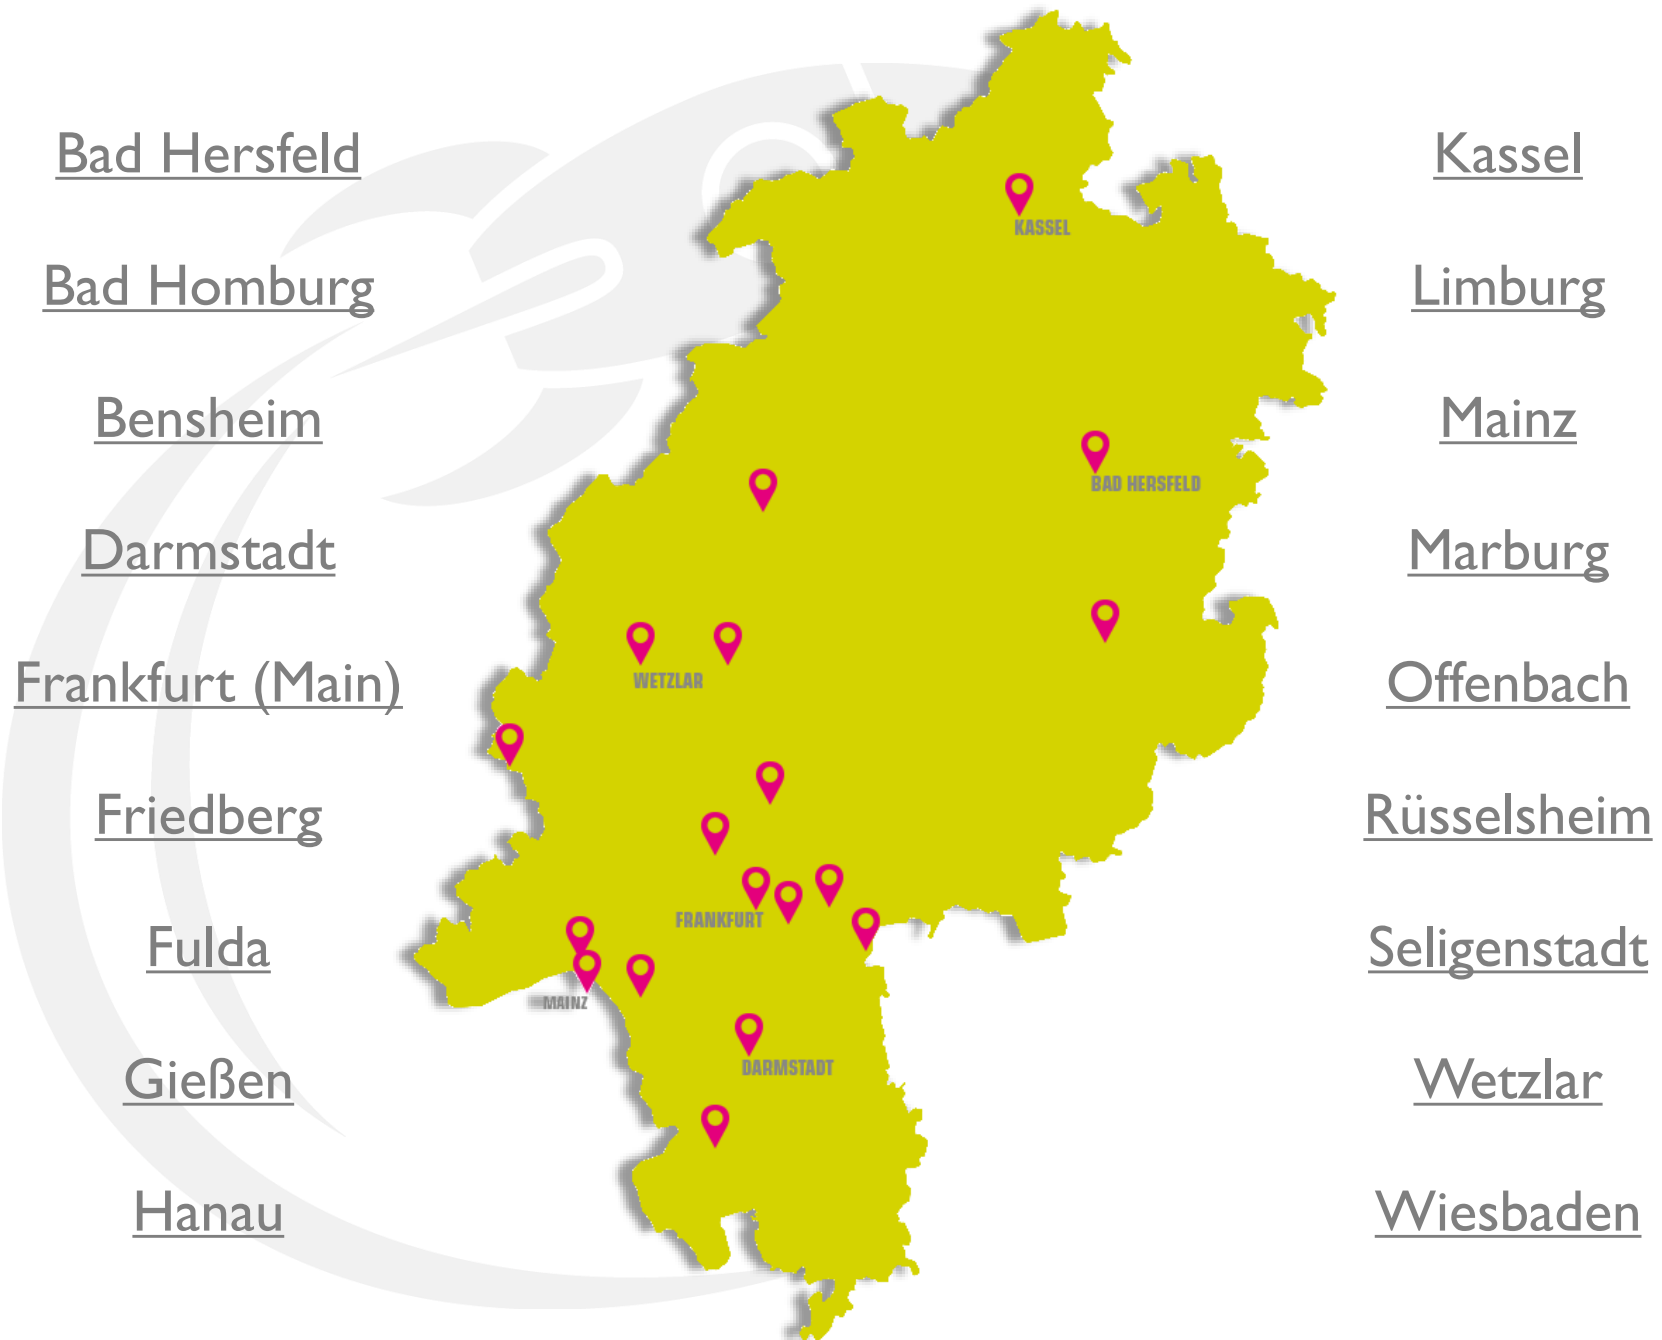 Bad Hersfeld
Bad Homburg
Bensheim
Darmstadt
Frankfurt (Main)
Friedberg
Fulda
Gießen
Hanau
KASSEL
BAD HERSFELD
WETZLAR
FRANKFURT
MAINZ
DARMSTADT
Kassel
Limburg
Mainz
Marburg
Offenbach
Rüsselsheim
Seligenstadt
Wetzlar
Wiesbaden